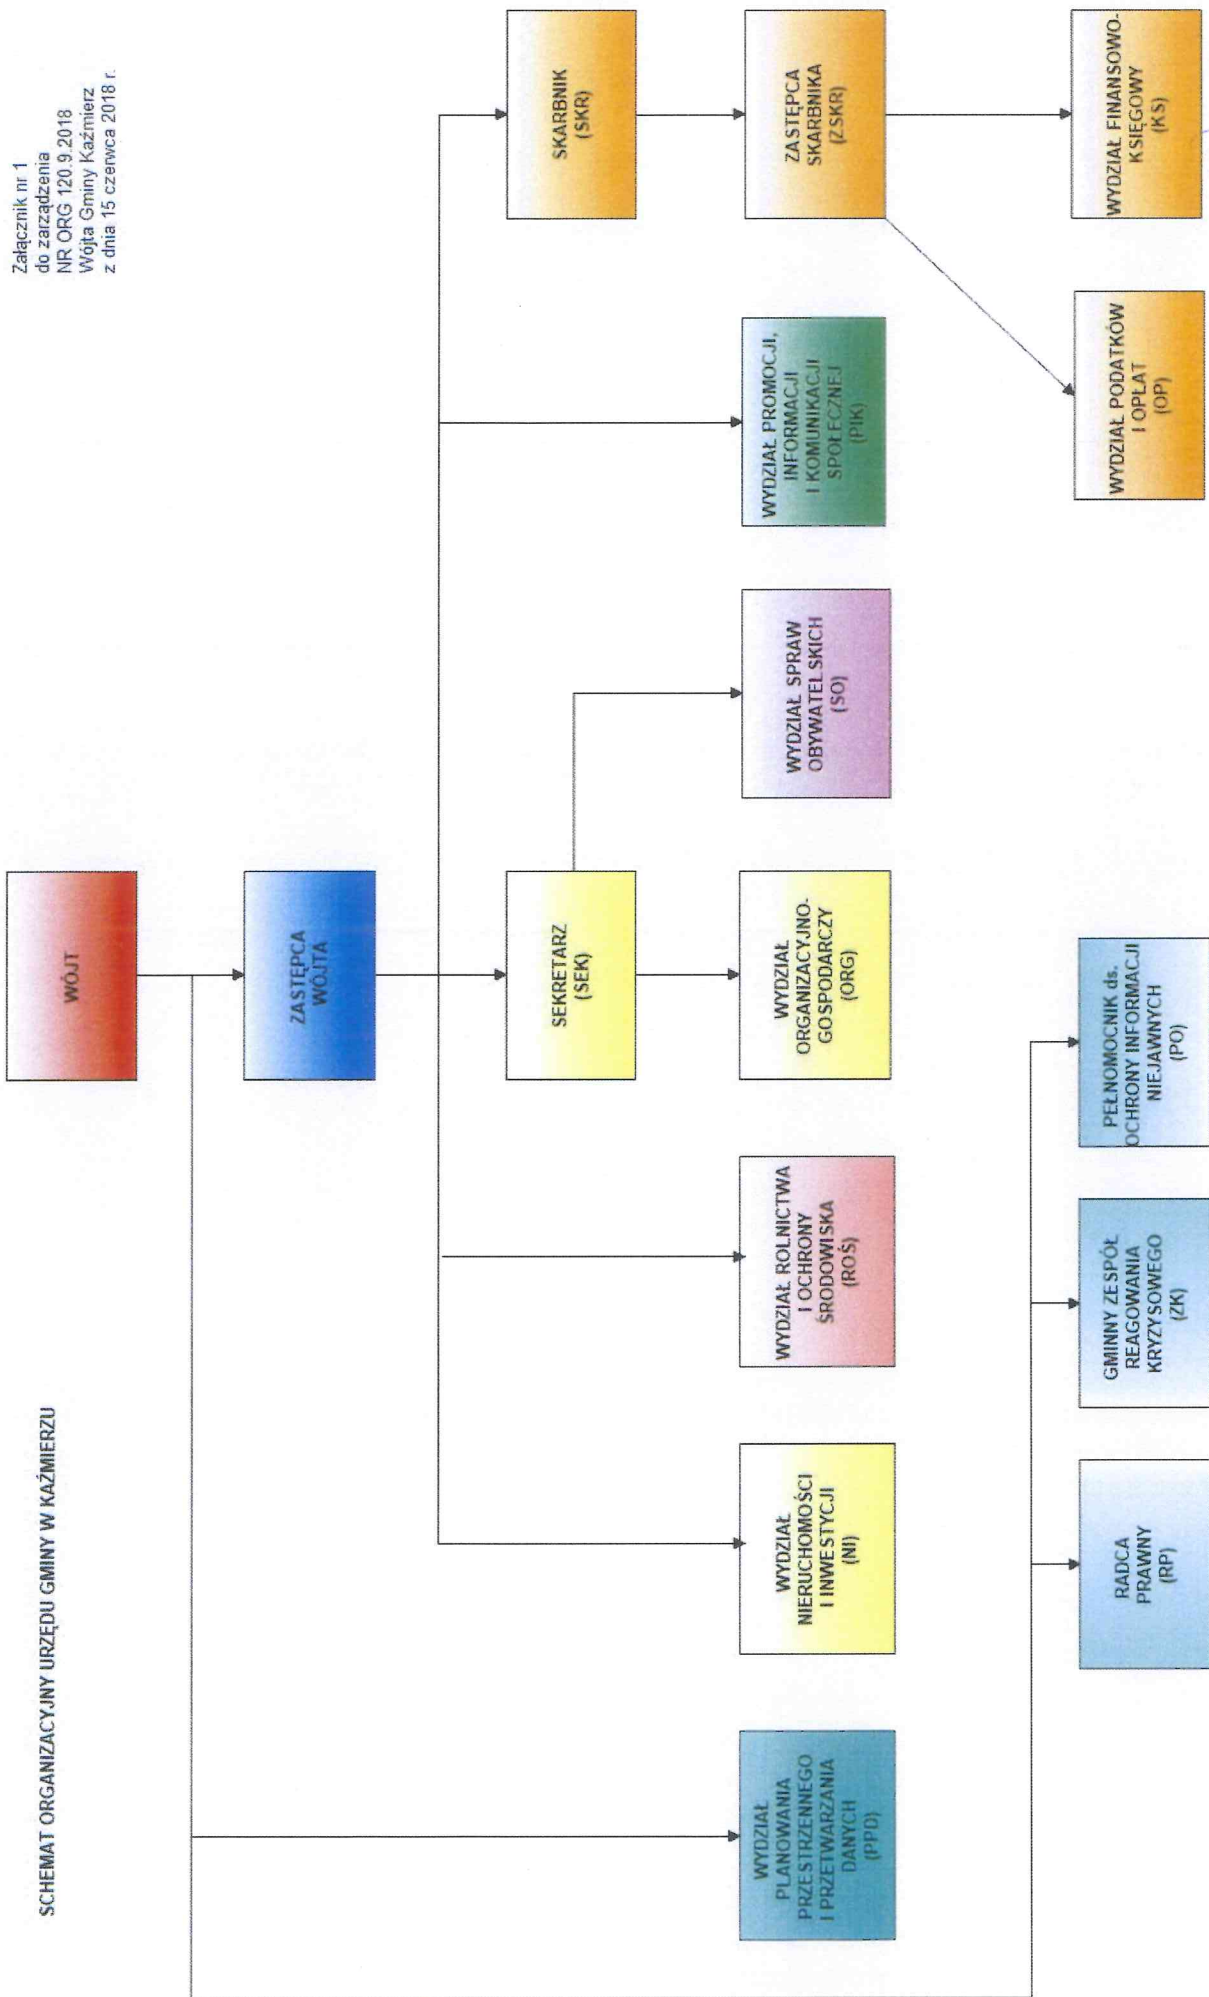 Załącznik nr 1
do zarządzenia
NR ORG 120.9.2018
Wójta Gminy Kaźmierz
z dnia 15 czerwca 2018 r.
SCHEMAT ORGANIZACYJNY URZĘDU GMINY W KAŹMIERZU
WÓJT
ZASTĘPCA
WÓJTA
SEKRETARZ
(SEK)
SKARBNIK
(SKR)
WYDZIAŁ
PLANOWANIA
PRZESTRZENNEGO
I PRZETWARZANIA
DANYCH
(PPD)
WYDZIAŁ
NIERUCHOMOŚCI
I INWESTYCJI
(NI)
WYDZIAŁ ROLNICTWA
I OCHRONY
ŚRODOWISKA
(ROŚ)
WYDZIAŁ
ORGANIZACYJNO-
GOSPODARCZY
(ORG)
WYDZIAŁ SPRAW
OBYWATELSKICH
(SO)
WYDZIAŁ PROMOCJI,
INFORMACJI
I KOMUNIKACJI
SPOŁECZNEJ
(PIK)
ZASTĘPCA
SKARBNIKA
(ZSKR)
RADCA
PRAWNY
(RP)
GMINNY ZESPÓŁ
REAGOWANIA
KRYZYSOWEGO
(ZK)
PEŁNOMOCNIK ds.
OCHRONY INFORMACJI
NIEJAWNYCH
(PO)
WYDZIAŁ PODATKÓW
I OPŁAT
(OP)
WYDZIAŁ FINANSOWO-
KSIĘGOWY
(KS)